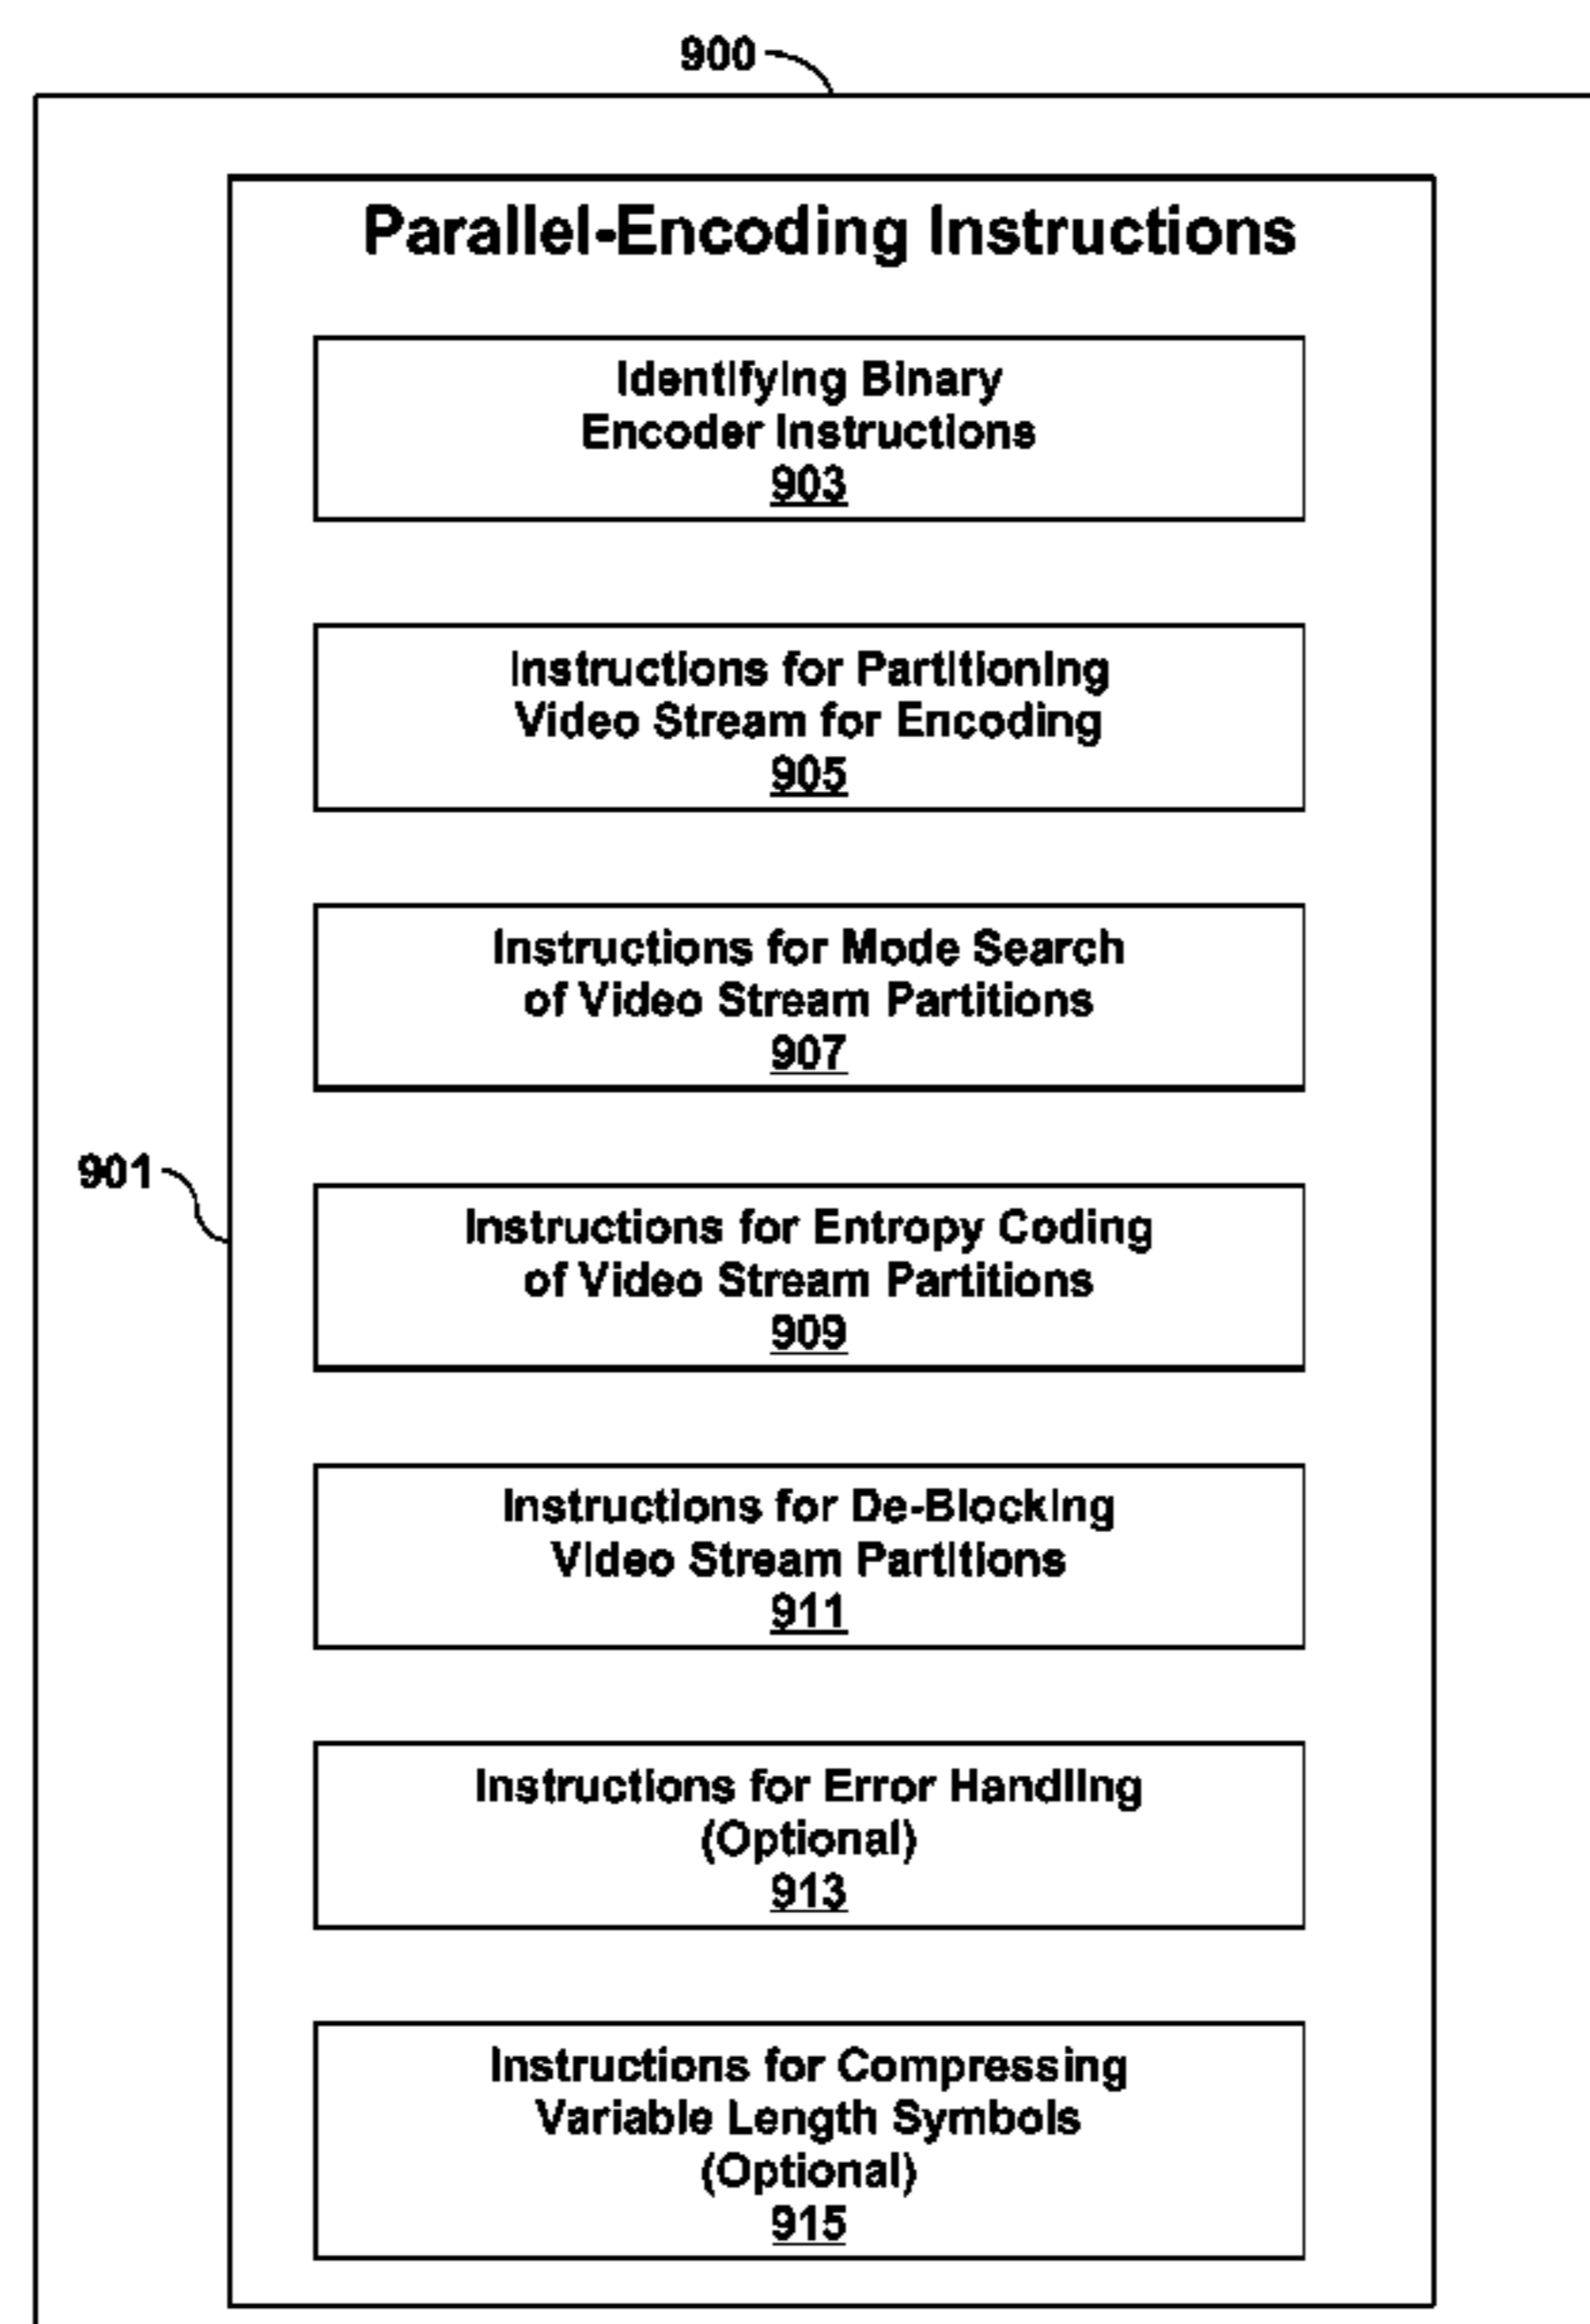 900
Parallel-Encoding Instructions
Identifying Binary
Encoder Instructions
903
Instructions for Partitioning
Video Stream for Encoding
905
Instructions for Mode Search
of Video Stream Partitions
907
901
Instructions for Entropy Coding
of Video Stream Partitions
909
Instructions for De-Blocking
Video Stream Partitions
911
Instructions for Error Handling
(Optional)
913
Instructions for Compressing
Variable Length Symbols
(Optional)
915